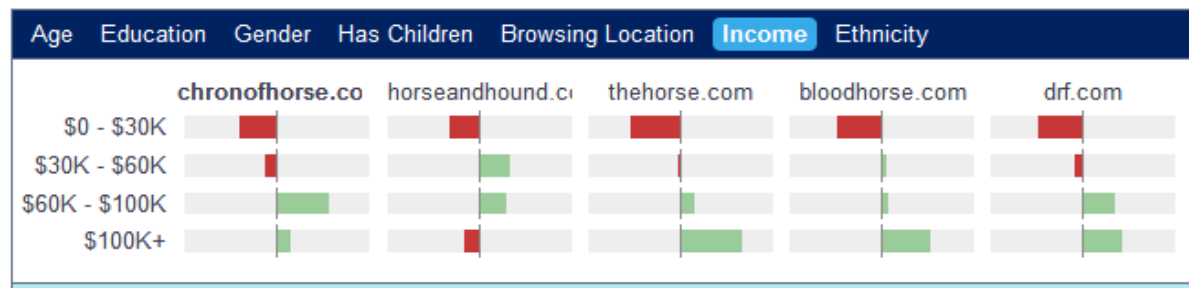 Age Education Gender Has Children Browsing Location Income Ethnicity
chronofhorse.co horseandhound.c thehorse.com bloodhorse.com drf.com
$0 - $30K
$30K - $60K
$60K - $100K
$100K+